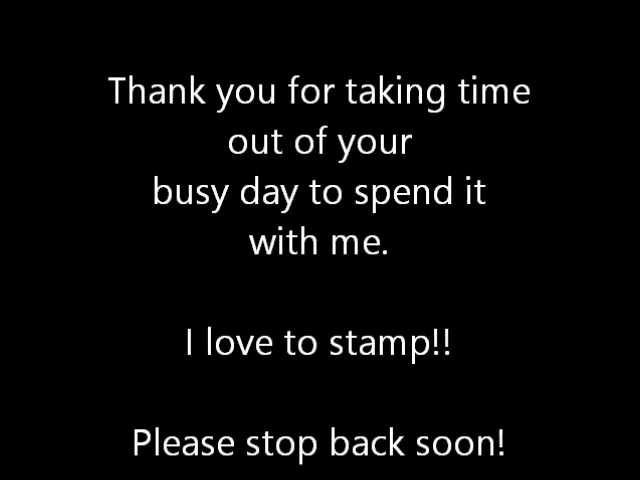 Thank you for taking time
out of your
busy day to spend it
with me.
I love to stamp!!
Please stop back soon!